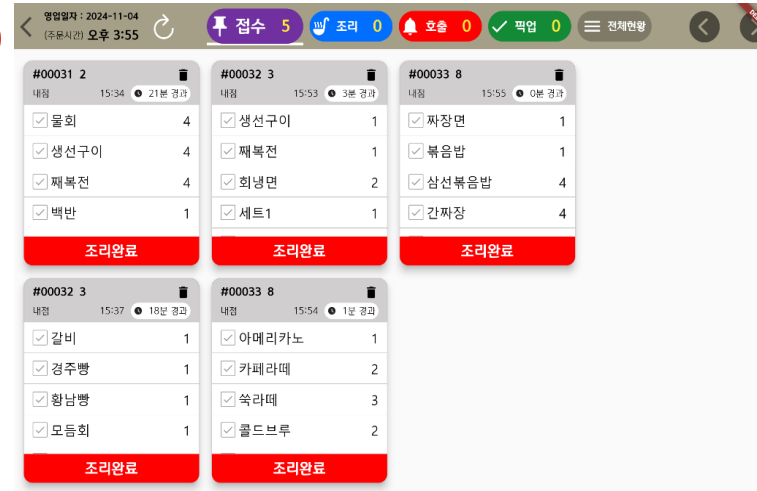 영업일자 : 2024-11-04
(주문시간) 오후 3:55
접수 5
조리 0
호출 0
픽업 0
전체현황
#00031 2
내점 15:34 21분 경과
물회 4
생선구이 4
째복전 4
백반 1
조리완료
#00032 3
내점 15:53 3분 경과
생선구이 1
째복전 1
회냉면 2
세트1 1
조리완료
#00033 8
내점 15:55 0분 경과
짜장면 1
볶음밥 1
삼선볶음밥 4
간짜장 4
조리완료
#00032 3
내점 15:37 18분 경과
갈비 1
경주빵 1
황남빵 1
모듬회 1
조리완료
#00033 8
내점 15:54 1분 경과
아메리카노 1
카페라떼 2
쑥라떼 3
콜드브루 2
조리완료